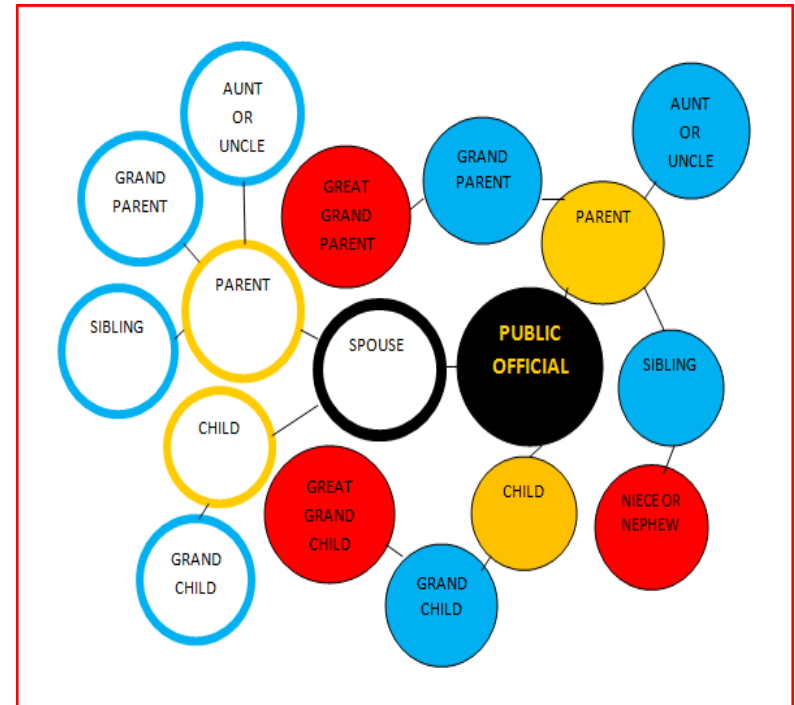 AUNT
OR
UNCLE
GRAND
PARENT
PARENT
SIBLING
CHILD
GRAND
CHILD
SPOUSE
GREAT
GRAND
PARENT
GRAND
PARENT
PARENT
AUNT
OR
UNCLE
PUBLIC
OFFICIAL
SIBLING
NIECE OR
NEPHEW
CHILD
GRAND
CHILD
GREAT
GRAND
CHILD